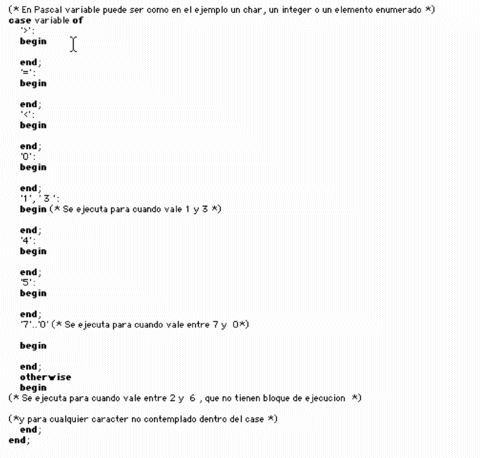 (* En Pascal variable puede ser como en el ejemplo un char, un integer o un elemento enumerado *)
case variable of
'>':
begin
end;
'=':
begin
end;
'<':
begin
end;
'0':
begin
end;
'1', ' 3 ':
begin (* Se ejecuta para cuando vale 1 y 3 *)
end;
'4':
begin
end;
'5':
begin
end;
'7'..'0' (* Se ejecuta para cuando vale entre 7 y 0*)
begin
end;
otherwise
begin
(* Se ejecuta para cuando vale entre 2 y 6 , que no tienen bloque de ejecucion *)
(*y para cualquier caracter no contemplado dentro del case *)
end;
end;